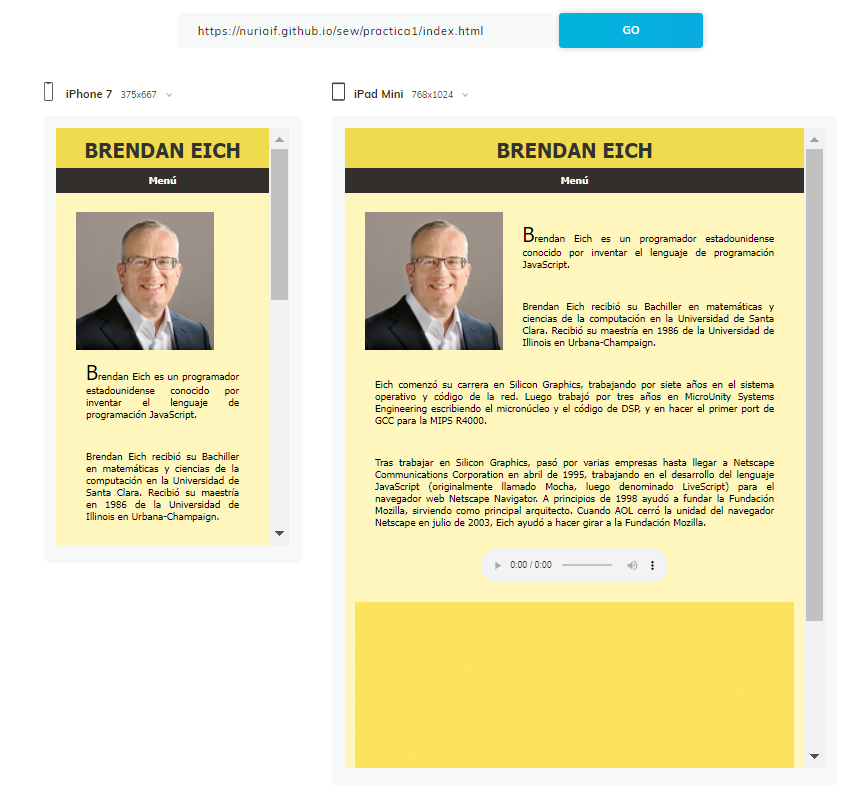 https://nuriaif.github.io/sew/practica1/index.html
GO
iPhone 7 375x667
BRENDAN EICH
Menú
Brendan Eich es un programador
estadounidense conocido por
inventar el lenguaje de
programación JavaScript.
Brendan Eich recibió su Bachiller
en matemáticas y ciencias de la
computación en la Universidad de
Santa Clara. Recibió su maestría
en 1986 de la Universidad de
Illinois en Urbana-Champaign.
iPad Mini 768x1024
BRENDAN EICH
Menú
Brendan Eich es un programador estadounidense
conocido por inventar el lenguaje de programación
JavaScript.
Brendan Eich recibió su Bachiller en matemáticas y
ciencias de la computación en la Universidad de Santa
Clara. Recibió su maestría en 1986 de la Universidad de
Illinois en Urbana-Champaign.
Eich comenzó su carrera en Silicon Graphics, trabajando por siete años en el sistema
operativo y código de la red. Luego trabajó por tres años en MicroUnity Systems
Engineering escribiendo el micronúcleo y el código de DSP, y en hacer el primer port de
GCC para la MIPS R4000.
Tras trabajar en Silicon Graphics, pasó por varias empresas hasta llegar a Netscape
Communications Corporation en abril de 1995, trabajando en el desarrollo del lenguaje
JavaScript (originalmente llamado Mocha, luego denominado LiveScript) para el
navegador web Netscape Navigator. A principios de 1998 ayudó a fundar la Fundación
Mozilla, sirviendo como principal arquitecto. Cuando AOL cerró la unidad del navegador
Netscape en julio de 2003, Eich ayudó a hacer girar a la Fundación Mozilla.
0:00 / 0:00